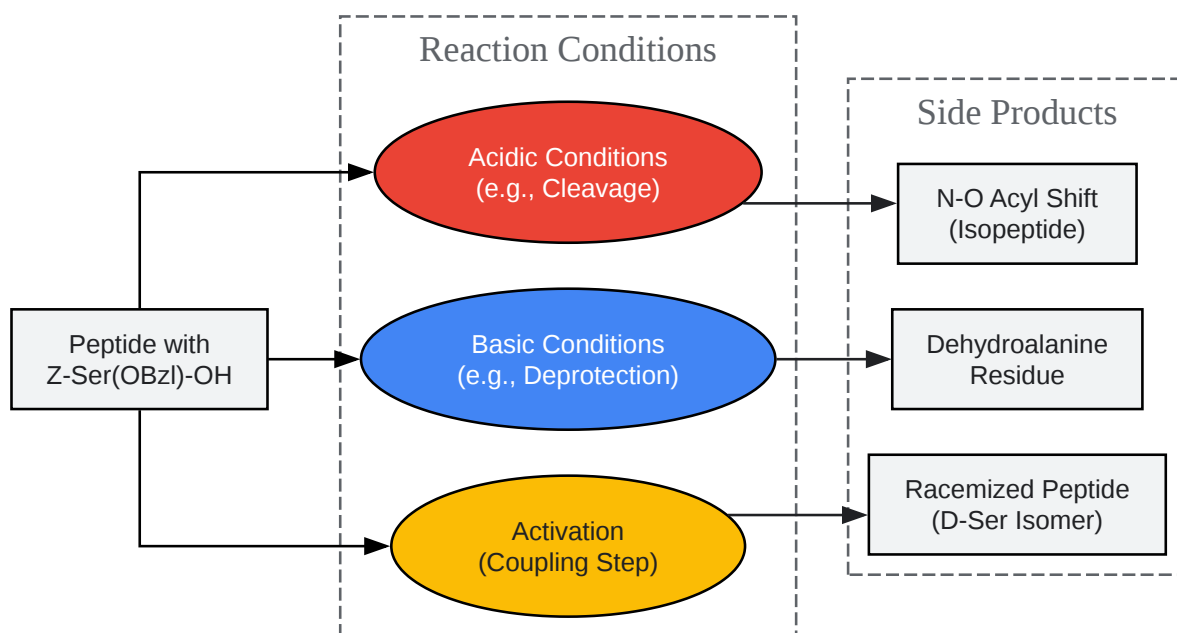 Reaction Conditions
Side Products
Acidic Conditions
(e.g., Cleavage)
N-O Acyl Shift
(Isopeptide)
Peptide with
Z-Ser(OBzl)-OH
Basic Conditions
(e.g., Deprotection)
Dehydroalanine
Residue
Activation
(Coupling Step)
Racemized Peptide
(D-Ser Isomer)